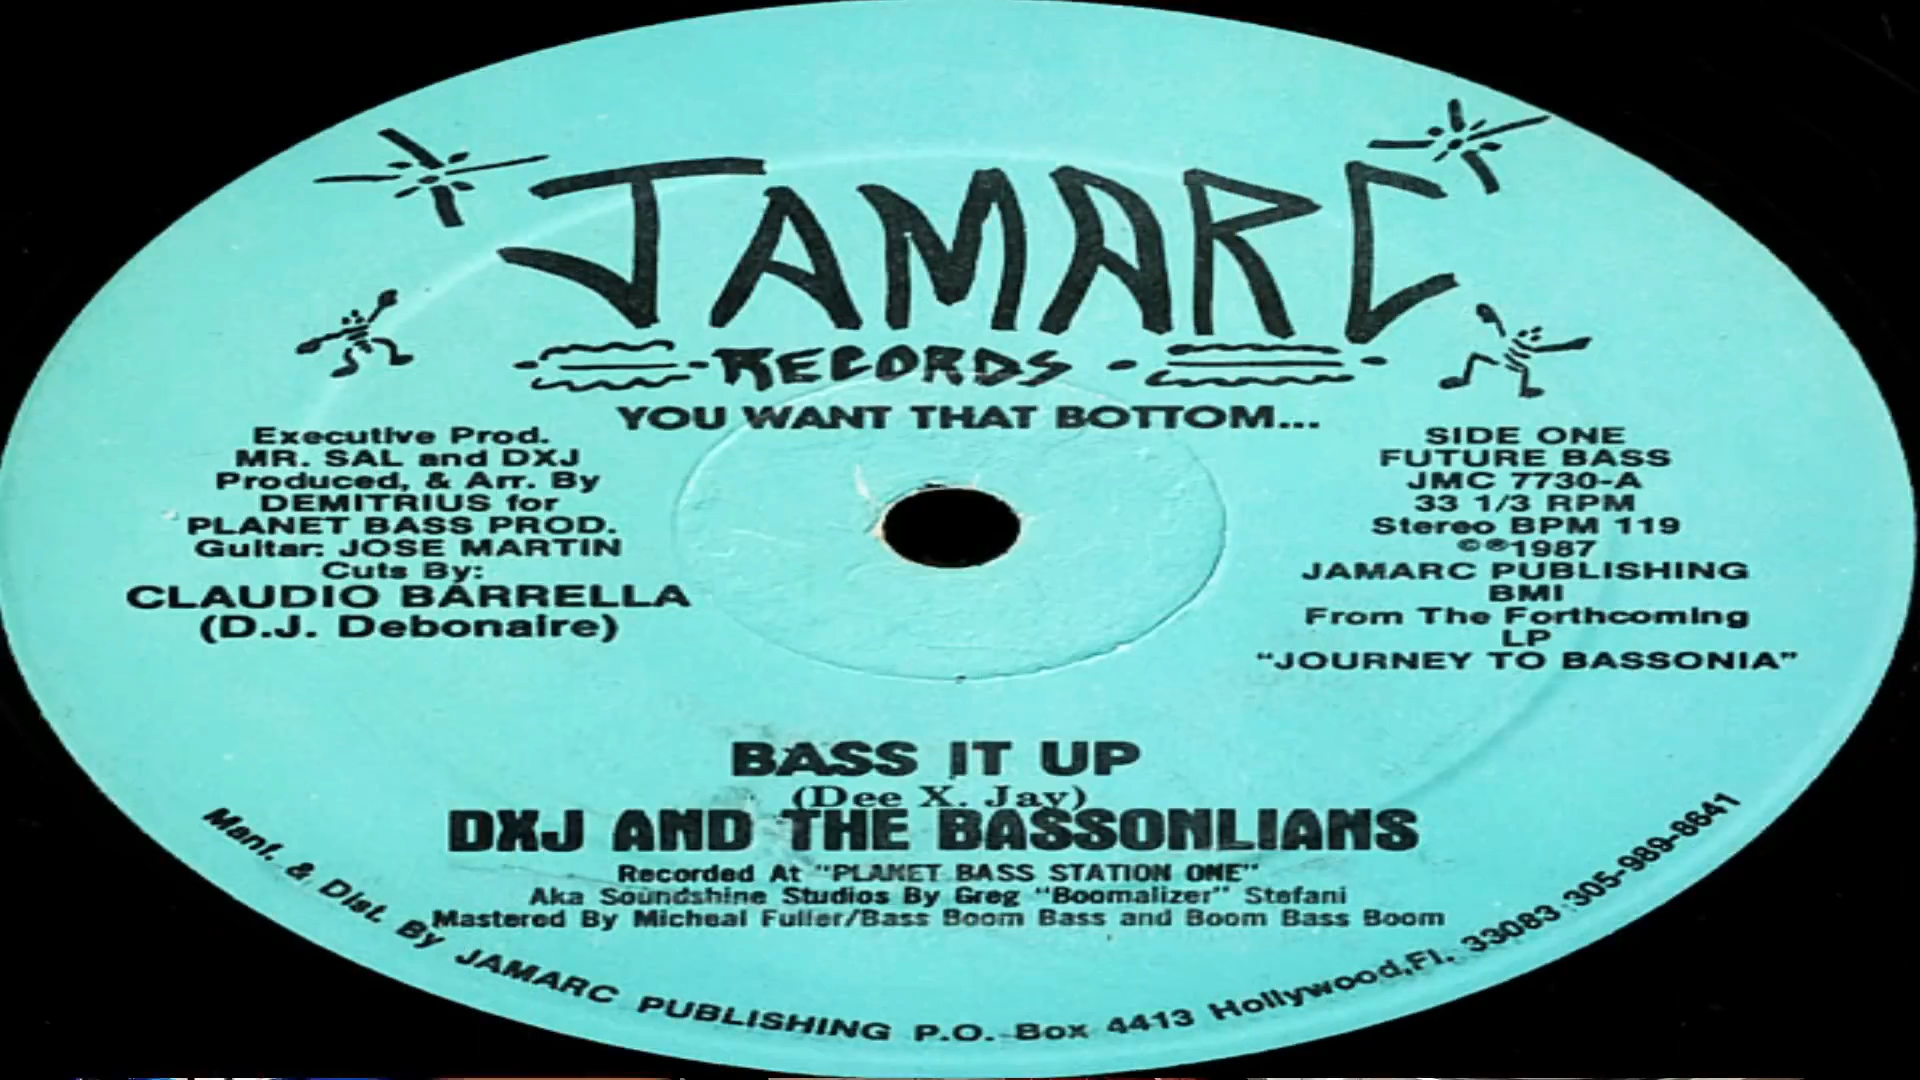 JAMARC
RECORDS
YOU WANT THAT BOTTOM...
Executive Prod.
MR. SAL and DXJ
Produced, & Arr. By
DEMITRIUS for
PLANET BASS PROD.
Guitar: JOSE MARTIN
Cuts By:
CLAUDIO BARRELLA
(D.J. Debonaire)
SIDE ONE
FUTURE BASS
JMC 7730-A
33 1/3 RPM
Stereo BPM 119
©℗1987
JAMARC PUBLISHING
BMI
From The Forthcoming
LP
"JOURNEY TO BASSONIA"
BASS IT UP
(Dee X. Jay)
DXJ AND THE BASSONLIANS
Recorded At "PLANET BASS STATION ONE"
Aka Soundshine Studios By Greg "Boomalizer" Stefani
Mastered By Micheal Fuller/Bass Boom Bass and Boom Bass Boom
Manf. & Dist. By JAMARC PUBLISHING P.O. Box 4413 Hollywood,Fl. 33083 305-989-8641